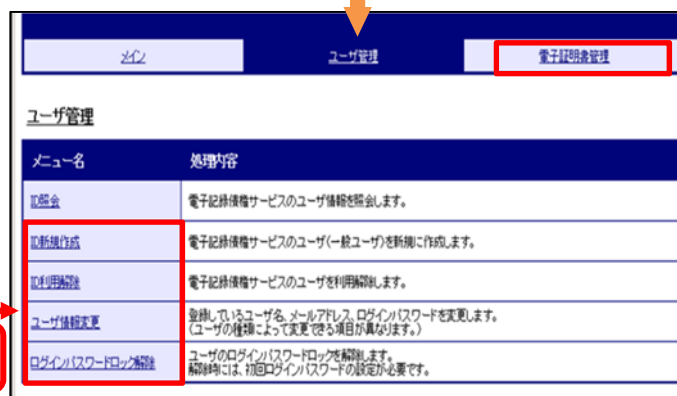 メイン ユーザ管理 電子証明書管理
ユーザ管理
メニュー名 処理内容
ID照会 電子記録債権サービスのユーザ情報を照会します。
ID新規作成 電子記録債権サービスのユーザ(一般ユーザ)を新規に作成します。
ID利用解除 電子記録債権サービスのユーザを利用解除します。
ユーザ情報変更 登録しているユーザ名、メールアドレス、ログインパスワードを変更します。
(ユーザの種類によって変更できる項目が異なります。)
ログインパスワードロック解除 ユーザのログインパスワードロックを解除します。
解除時には、初回ログインパスワードの設定が必要です。